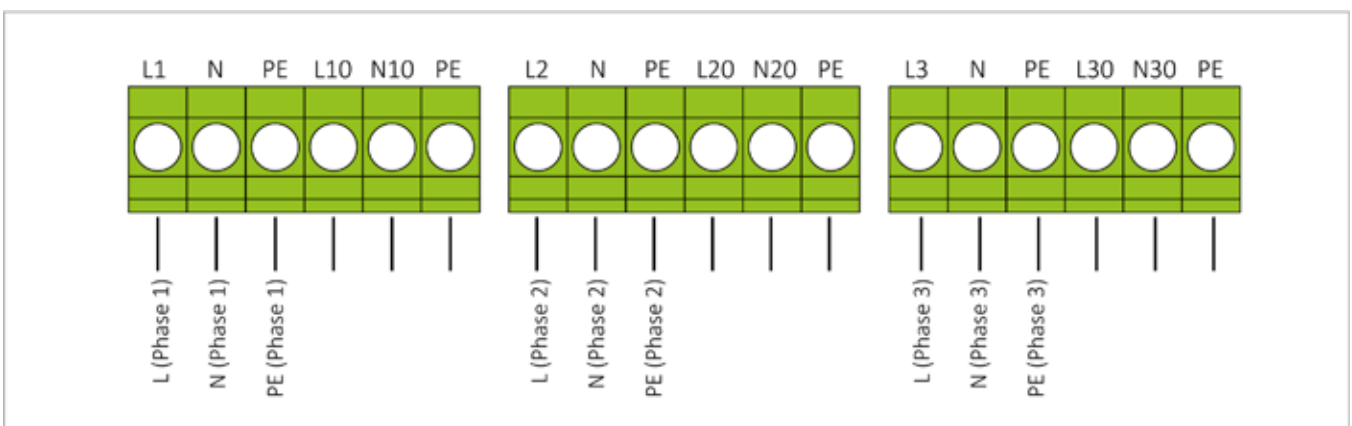 L1 N PE L10 N10 PE L2 N PE L20 N20 PE L3 N PE L30 N30 PE
L (Phase 1)
N (Phase 1)
PE (Phase 1)
L (Phase 2)
N (Phase 2)
PE (Phase 2)
L (Phase 3)
N (Phase 3)
PE (Phase 3)